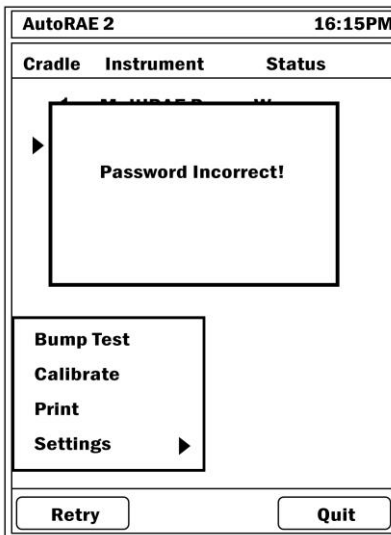 AutoRAE 2 16:15PM
Cradle Instrument Status
Password Incorrect!
Bump Test
Calibrate
Print
Settings
Retry Quit